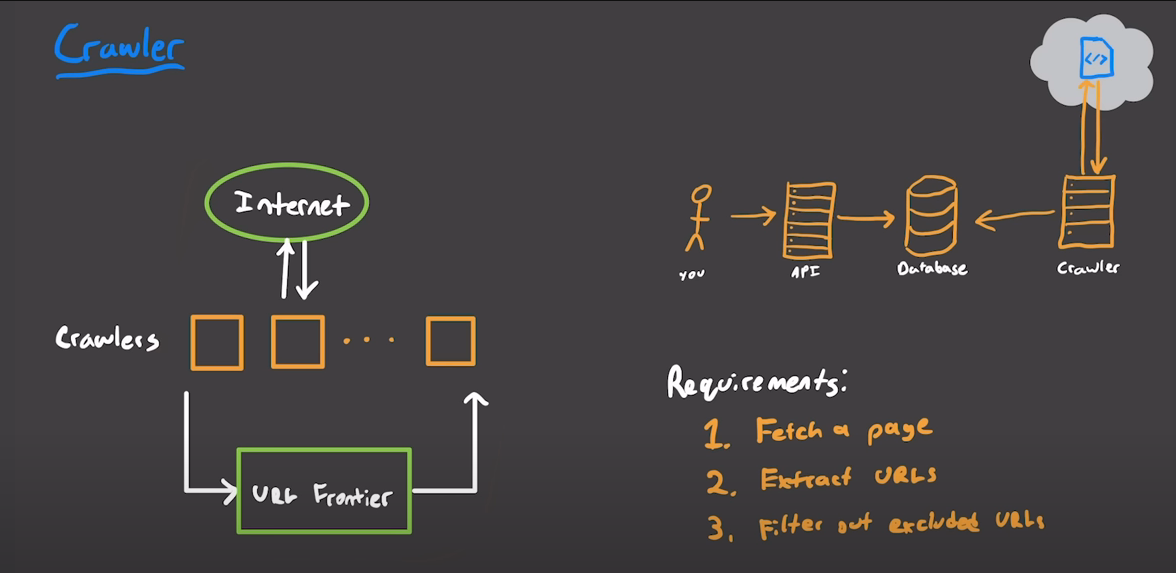 Crawler
</>
Internet
Crawlers
URL Frontier
you
API
Database
Crawler
Requirements:
1. Fetch a page
2. Extract URLs
3. Filter out excluded URLs